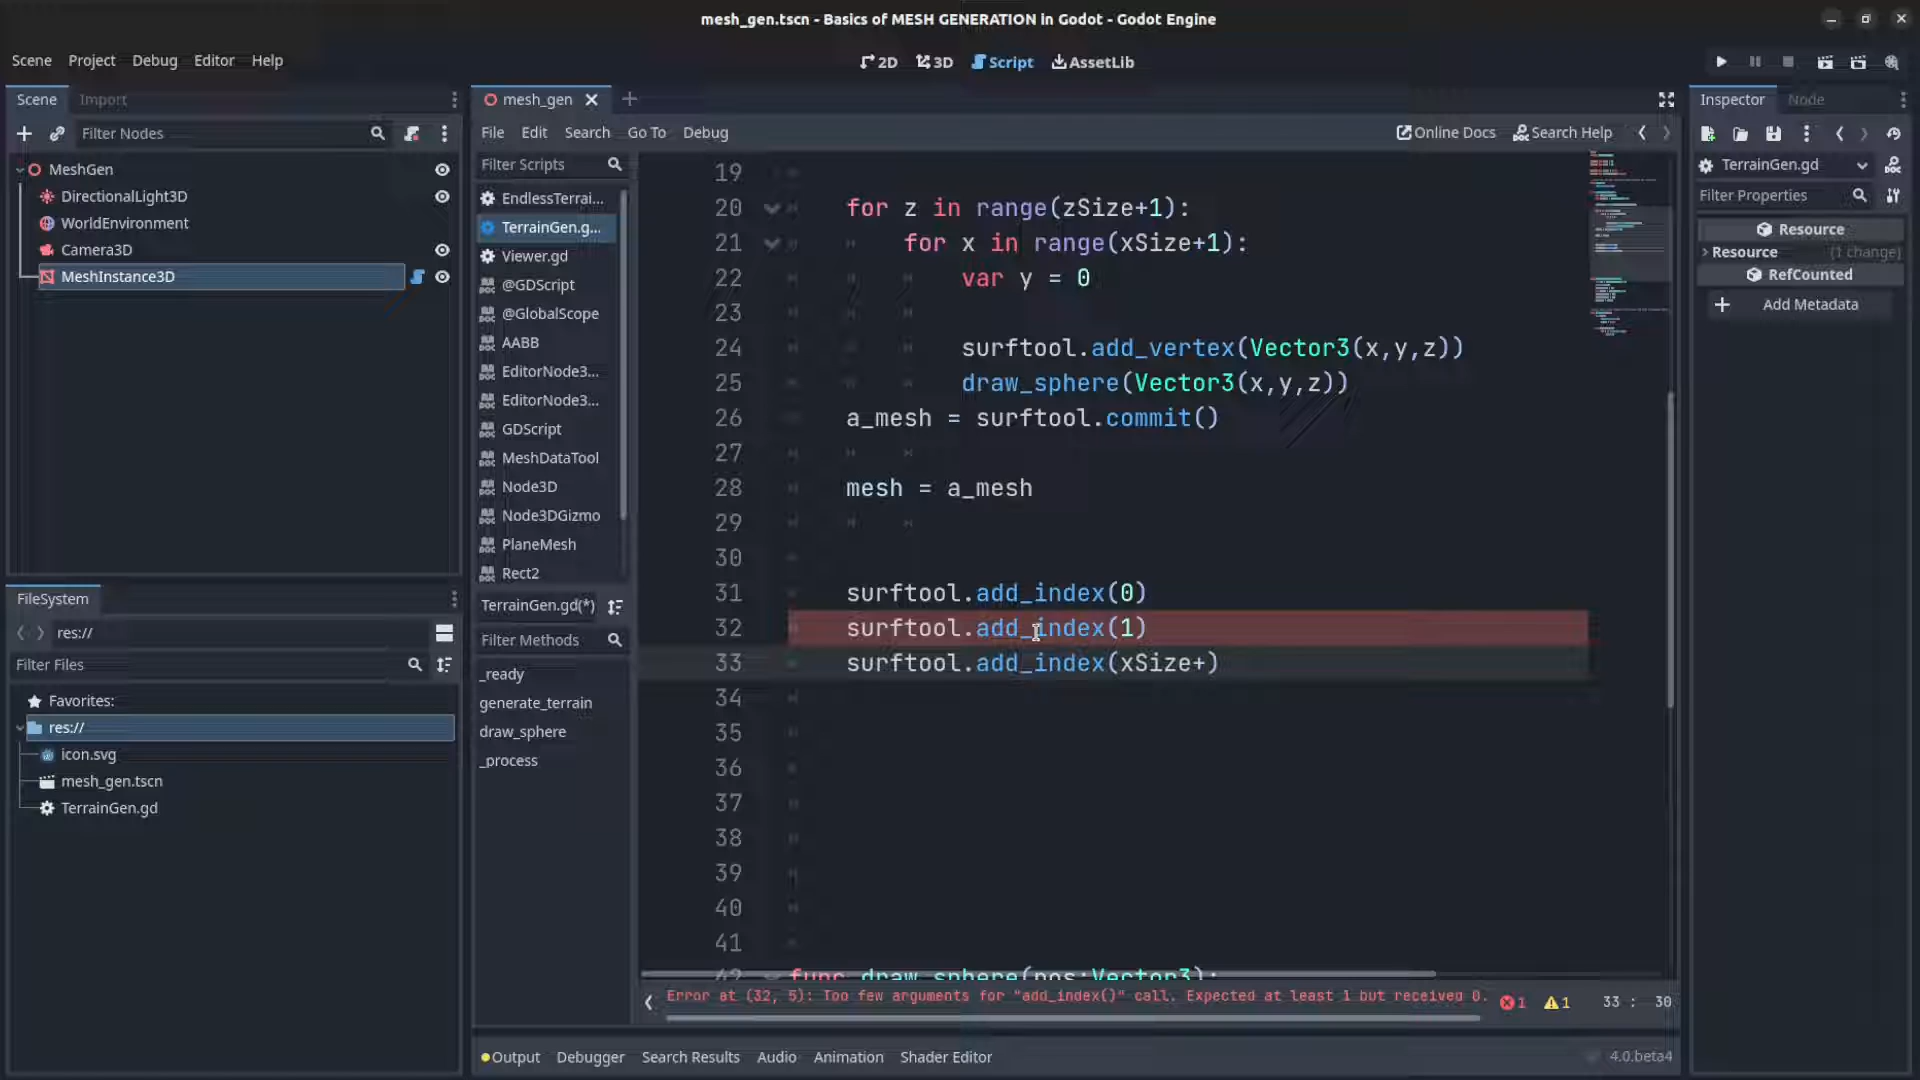 mesh_gen.tscn - Basics of MESH GENERATION in Godot - Godot Engine
Scene Project Debug Editor Help
2D 3D Script AssetLib
Scene Import
Filter Nodes
MeshGen
DirectionalLight3D
WorldEnvironment
Camera3D
MeshInstance3D
FileSystem
res://
Filter Files
Favorites:
res://
icon.svg
mesh_gen.tscn
TerrainGen.gd
mesh_gen
File Edit Search Go To Debug
Online Docs Search Help
Filter Scripts
EndlessTerrai...
TerrainGen.g...
Viewer.gd
@GDScript
@GlobalScope
AABB
EditorNode3...
EditorNode3...
GDScript
MeshDataTool
Node3D
Node3DGizmo
PlaneMesh
Rect2
TerrainGen.gd(*)
Filter Methods
_ready
generate_terrain
draw_sphere
_process
19
20 for z in range(zSize+1):
21 for x in range(xSize+1):
22 var y = 0
23
24 surftool.add_vertex(Vector3(x,y,z))
25 draw_sphere(Vector3(x,y,z))
26 a_mesh = surftool.commit()
27
28 mesh = a_mesh
29
30
31 surftool.add_index(0)
32 surftool.add_index(1)
33 surftool.add_index(xSize+)
34
35
36
37
38
39
40
41
42 func draw_sphere(pos:Vector3):
Error at (32, 5): Too few arguments for "add_index()" call. Expected at least 1 but received 0.
1 1 33 : 30
Output Debugger Search Results Audio Animation Shader Editor
4.0.beta4
Inspector Node
TerrainGen.gd
Filter Properties
Resource
Resource (1 change)
RefCounted
Add Metadata